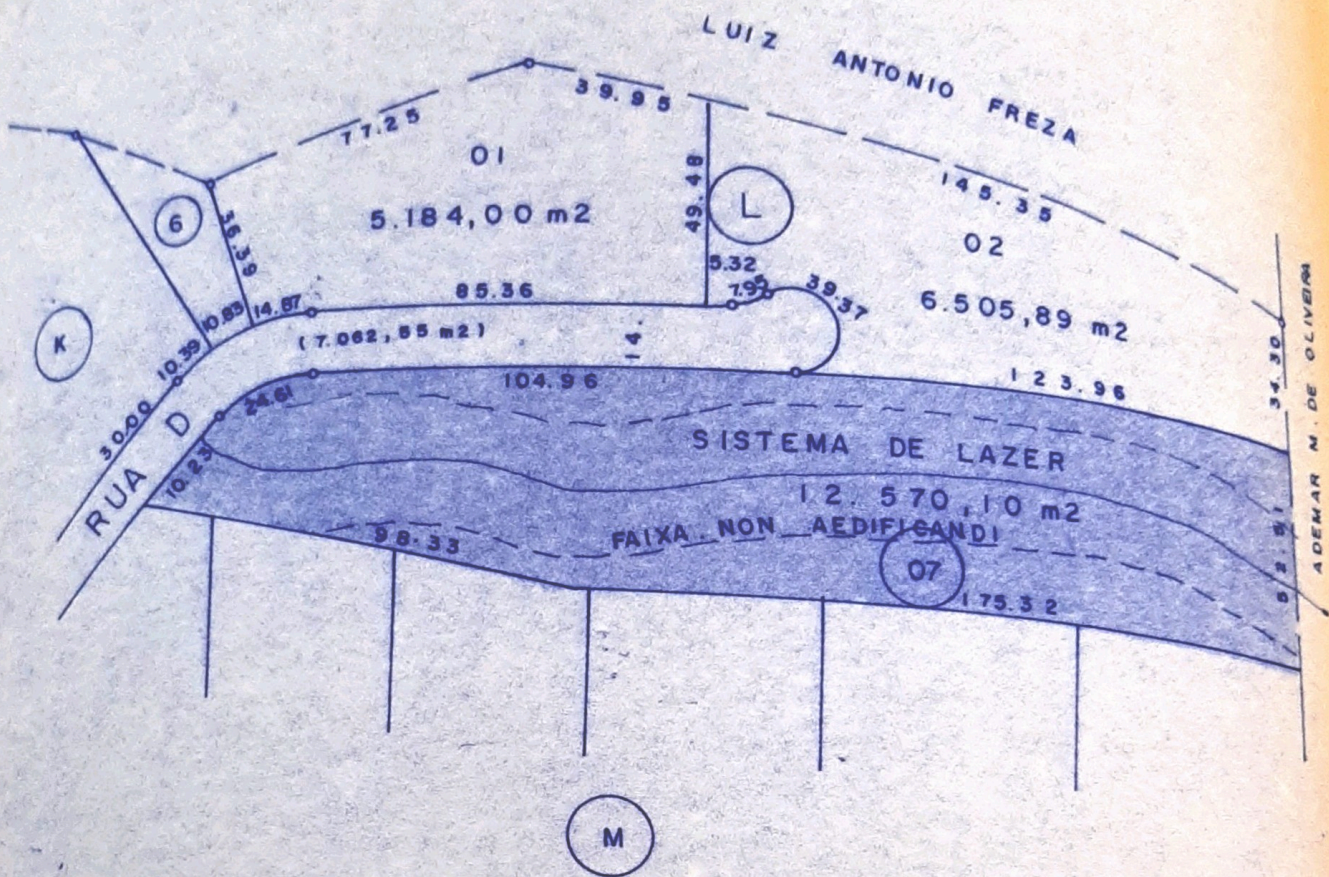 LUIZ ANTONIO FREZA
39.95
77.25
01
5.184,00 m2
49.48
L
145.35
02
6.505,89 m2
6
36.39
5.32
7.95
39.37
85.36
(7.062,55 m2)
14.
10.83
14.87
10.39
K
30.00
RUA D
24.61
10.23
104.96
123.96
34.30
ADEMAR M. DE OLIVEIRA
SISTEMA DE LAZER
12.570,10 m2
FAIXA NON AEDIFICANDI
98.33
07
175.32
M